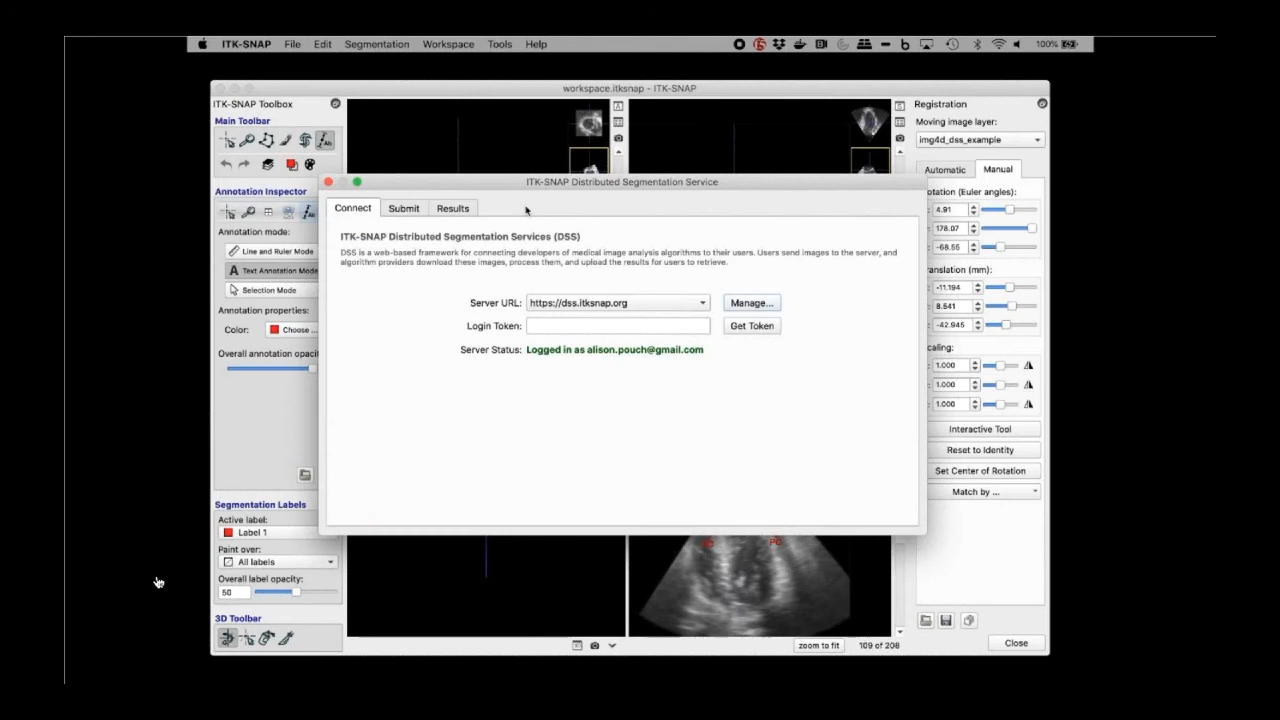 ITK-SNAP File Edit Segmentation Workspace Tools Help 100%
workspace.itksnap - ITK-SNAP
ITK-SNAP Toolbox
Main Toolbar
Annotation Inspector
Annotation mode:
Line and Ruler Mode
A Text Annotation Mode
Selection Mode
Annotation properties:
Color: Choose ...
Overall annotation opaci
Segmentation Labels
Active label:
Label 1
Paint over:
All labels
Overall label opacity:
50
3D Toolbar
ITK-SNAP Distributed Segmentation Service
Connect Submit Results
ITK-SNAP Distributed Segmentation Services (DSS)
DSS is a web-based framework for connecting developers of medical image analysis algorithms to their users. Users send images to the server, and
algorithm providers download these images, process them, and upload the results for users to retrieve.
Server URL: https://dss.itksnap.org Manage...
Login Token: Get Token
Server Status: Logged in as alison.pouch@gmail.com
PC
zoom to fit 109 of 208
Registration
Moving image layer:
img4d_dss_example
Automatic Manual
otation (Euler angles):
4.91
178.07
-68.55
ranslation (mm):
-11.194
8.541
-42.945
caling:
1.000
1.000
1.000
Interactive Tool
Reset to Identity
Set Center of Rotation
Match by ...
Close